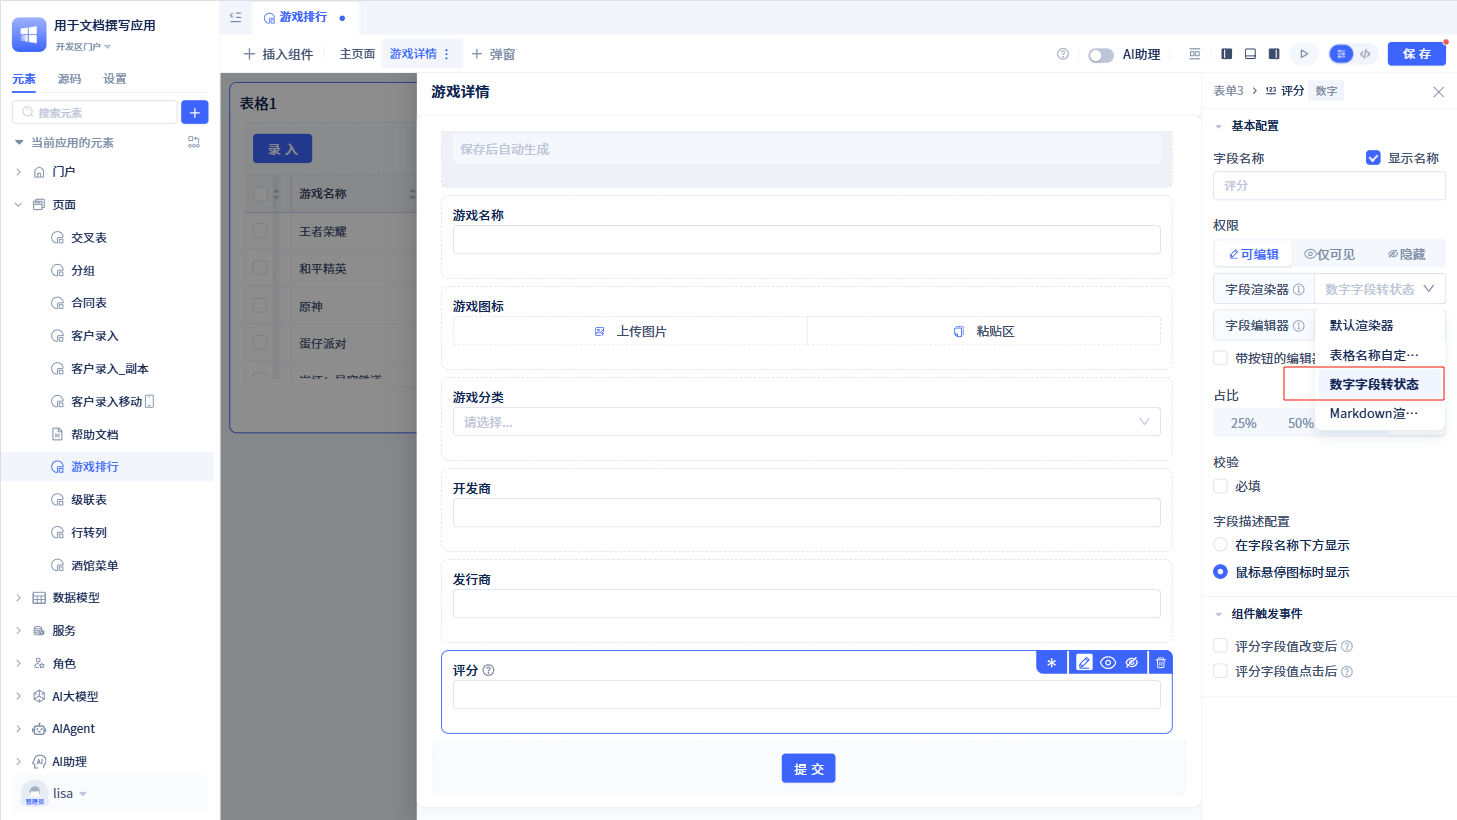 用于文档撰写应用
开发区门户
元素 源码 设置
搜索元素
当前应用的元素
门户
页面
交叉表
分组
合同表
客户录入
客户录入_副本
客户录入移动
帮助文档
游戏排行
级联表
行转列
酒馆菜单
数据模型
服务
角色
AI大模型
AIAgent
AI助理
管理员
lisa
游戏排行
插入组件 主页面 游戏详情 弹窗
AI助理
保 存
表格1
录 入
游戏名称
王者荣耀
和平精英
原神
蛋仔派对
游戏详情
保存后自动生成
游戏名称
游戏图标
上传图片 粘贴区
游戏分类
请选择...
开发商
发行商
评分
提 交
表单3 评分 数字
基本配置
字段名称 显示名称
评分
权限
可编辑 仅可见 隐藏
字段渲染器 数字字段转状态
字段编辑器
默认渲染器
带按钮的编辑器
表格名称自定...
数字字段转状态
Markdown渲...
占比
25% 50%
校验
必填
字段描述配置
在字段名称下方显示
鼠标悬停图标时显示
组件触发事件
评分字段值改变后
评分字段值点击后